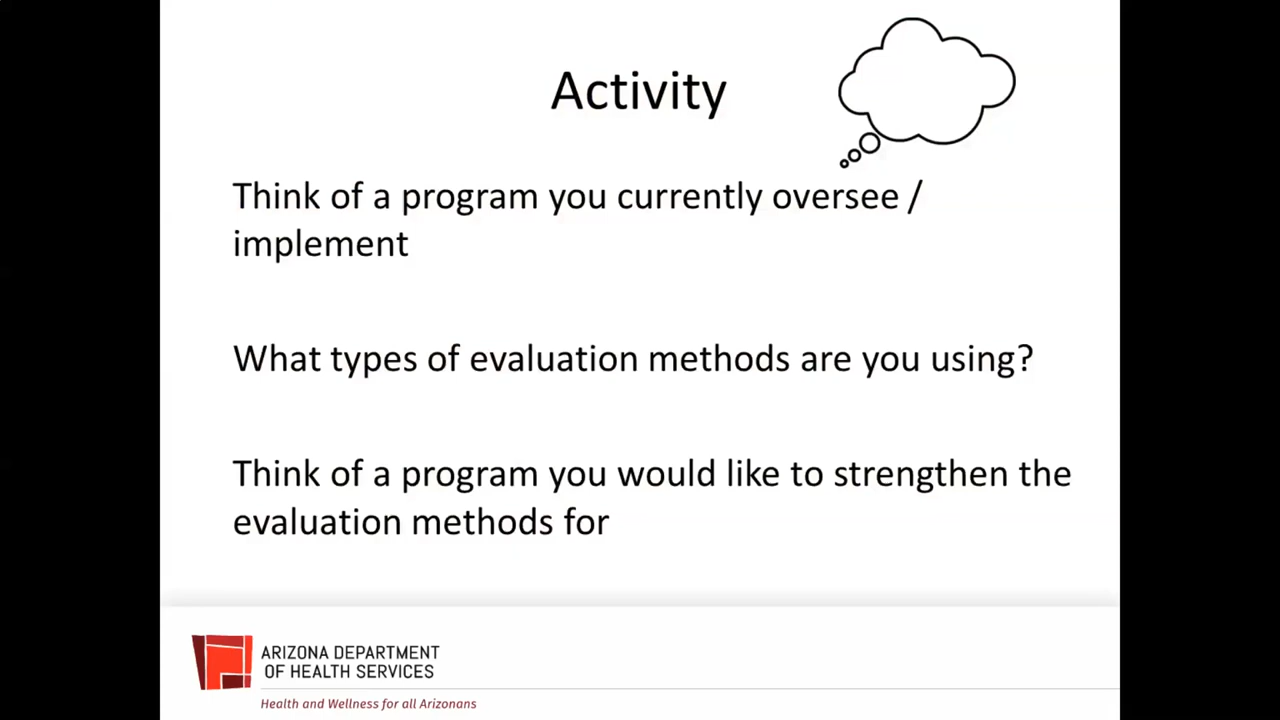 Activity
Think of a program you currently oversee /
implement
What types of evaluation methods are you using?
Think of a program you would like to strengthen the
evaluation methods for
ARIZONA DEPARTMENT
OF HEALTH SERVICES
Health and Wellness for all Arizonans